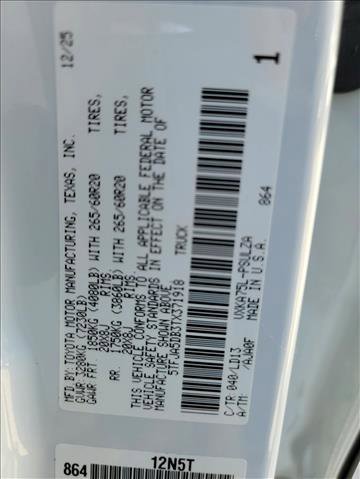 MFD.BY TOYOTA MOTOR MANUFACTURING, TEXAS, INC. 12/25
GVWR 3280KG (7230LB)
GAWR FRT. 1850KG (4080LB) WITH 265/60R20 TIRES,
20X8J RIMS
RR. 1750KG (3860LB) WITH 265/60R20 TIRES,
20X8J RIMS
THIS VEHICLE CONFORMS TO ALL APPLICABLE FEDERAL MOTOR
VEHICLE SAFETY STANDARDS IN EFFECT ON THE DATE OF
MANUFACTURE SHOWN ABOVE.
5TFJA5DB3TX371918 TRUCK
1
864
C/TR 040/LD13 VXKA75L-PSULZA
A/TM /AJA0F MADE IN U.S.A.
864 12N5T